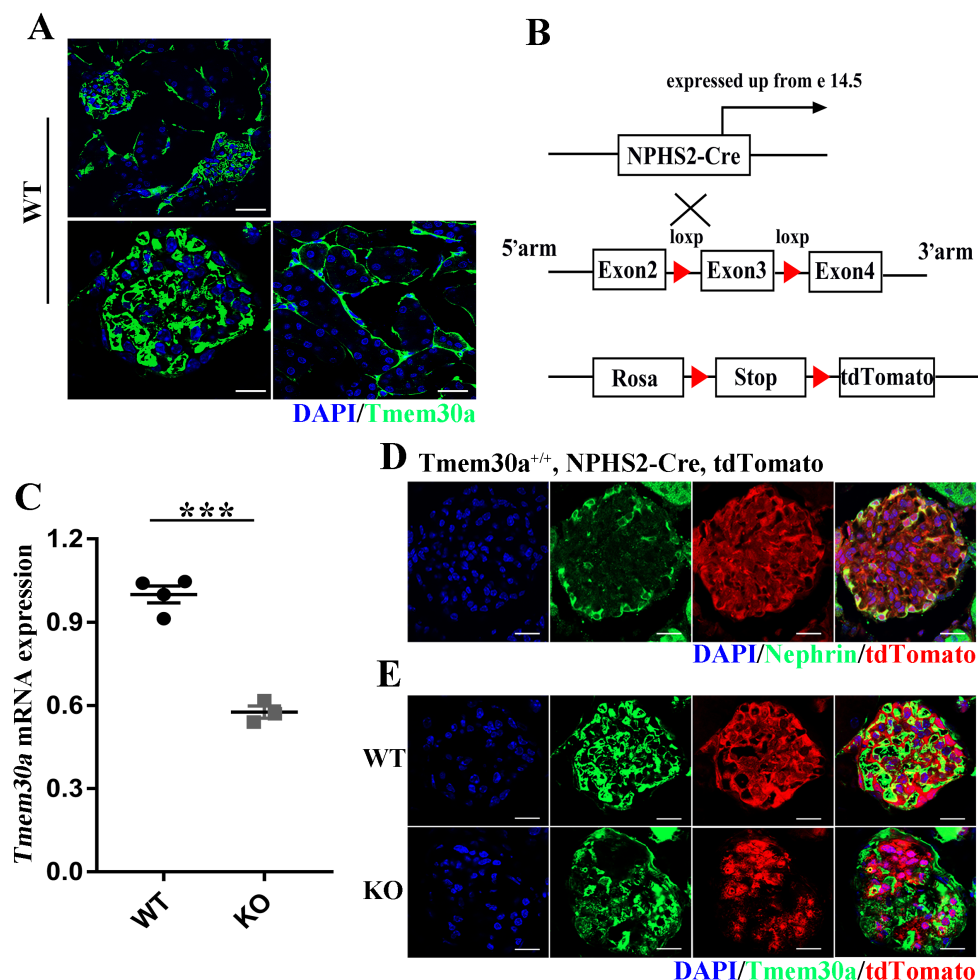 A
WT
DAPI/Tmem30a
B
expressed up from e 14.5
NPHS2-Cre
5’arm
loxp
loxp
3’arm
Exon2
Exon3
Exon4
Rosa
Stop
tdTomato
C
***
Tmem30a mRNA expression
1.2
0.9
0.6
0.3
0.0
WT
KO
D
Tmem30a+/+, NPHS2-Cre, tdTomato
DAPI/Nephrin/tdTomato
E
WT
KO
DAPI/Tmem30a/tdTomato